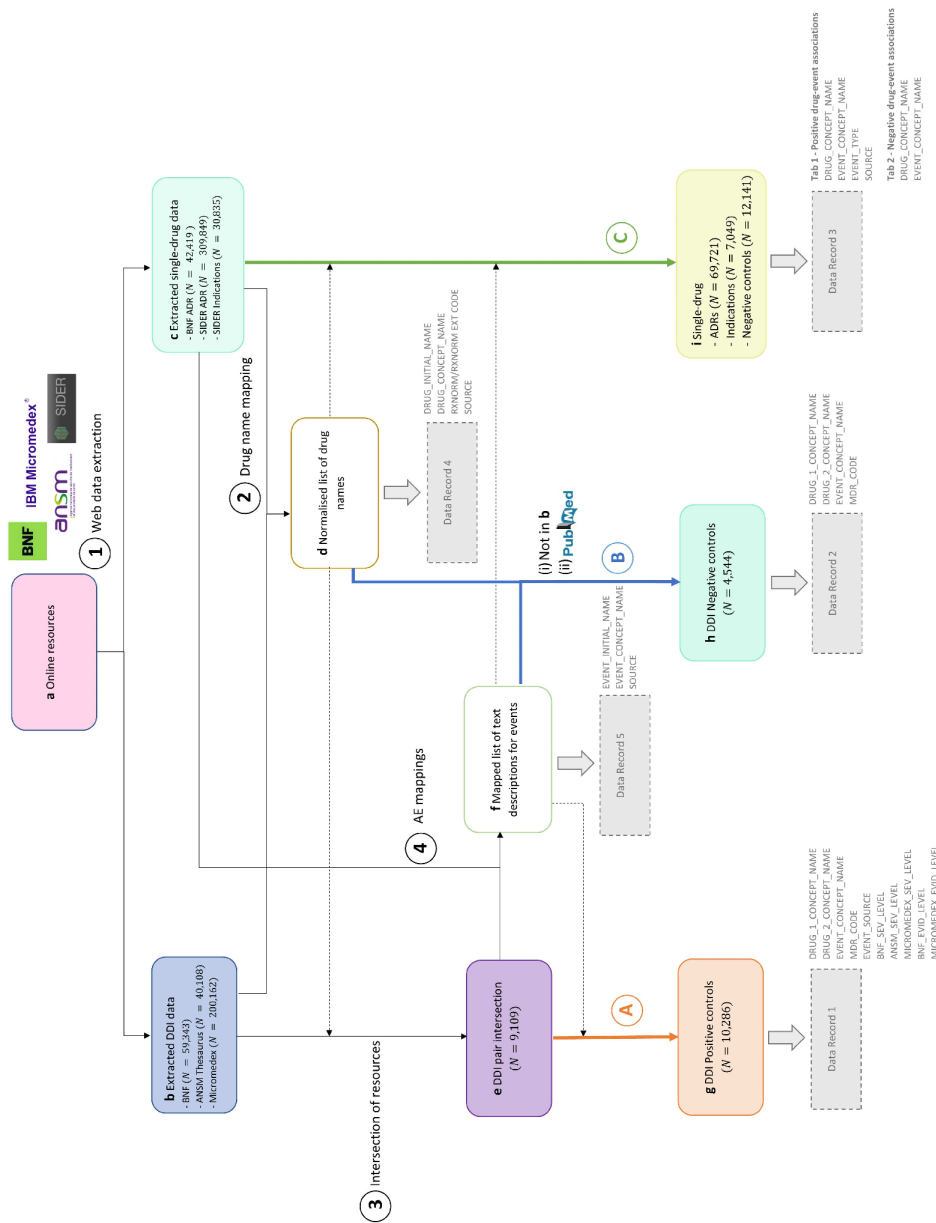 BNF
IBM Micromedex®
ansm
SIDER
a Online resources
1 Web data extraction
b Extracted DDI data
- BNF (N = 59,343)
- ANSM Thesaurus (N = 40,108)
- Micromedex (N = 200,162)
c Extracted single-drug data
- BNF ADR (N = 42,419 )
- SIDER ADR (N = 309,849)
- SIDER Indications (N = 30,835)
2 Drug name mapping
d Normalised list of drug
names
Data Record 4
DRUG_INITIAL_NAME
DRUG_CONCEPT_NAME
RXNORM/RXNORM EXT CODE
SOURCE
3 Intersection of resources
4 AE mappings
e DDI pair intersection
(N = 9,109)
f Mapped list of text
descriptions for events
Data Record 5
EVENT_INITIAL_NAME
EVENT_CONCEPT_NAME
SOURCE
(i) Not in b
(ii) PubMed
A
B
C
g DDI Positive controls
(N = 10,286)
h DDI Negative controls
(N = 4,544)
i Single-drug
- ADRs (N = 69,721)
- Indications (N = 7,049)
- Negative controls (N = 12,141)
Data Record 1
DRUG_1_CONCEPT_NAME
DRUG_2_CONCEPT_NAME
EVENT_CONCEPT_NAME
MDR_CODE
EVENT_SOURCE
BNF_SEV_LEVEL
ANSM_SEV_LEVEL
MICROMEDEX_SEV_LEVEL
BNF_EVID_LEVEL
MICROMEDEX_EVID_LEVEL
Data Record 2
DRUG_1_CONCEPT_NAME
DRUG_2_CONCEPT_NAME
EVENT_CONCEPT_NAME
MDR_CODE
Data Record 3
Tab 1 - Positive drug-event associations
DRUG_CONCEPT_NAME
EVENT_CONCEPT_NAME
EVENT_TYPE
SOURCE
Tab 2 - Negative drug-event associations
DRUG_CONCEPT_NAME
EVENT_CONCEPT_NAME